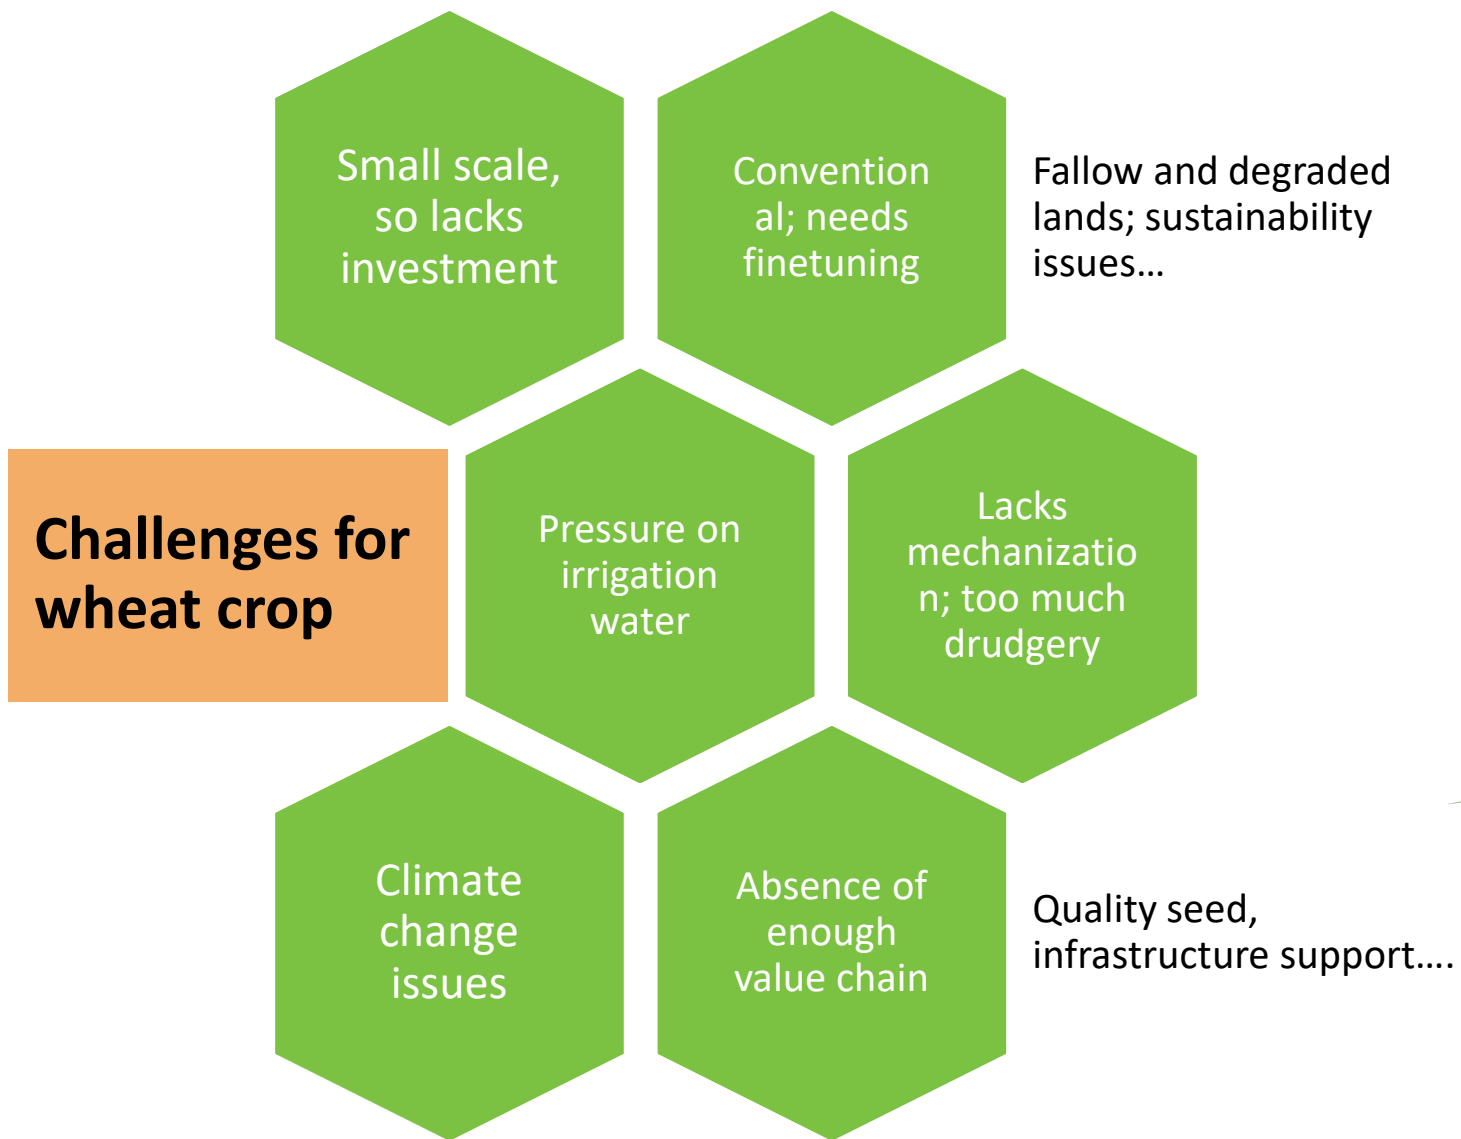 Small scale,
so lacks
investment
Convention
al; needs
finetuning
Fallow and degraded
lands; sustainability
issues...
Challenges for
wheat crop
Pressure on
irrigation
water
Lacks
mechanizatio
n; too much
drudgery
Climate
change
issues
Absence of
enough
value chain
Quality seed,
infrastructure support....